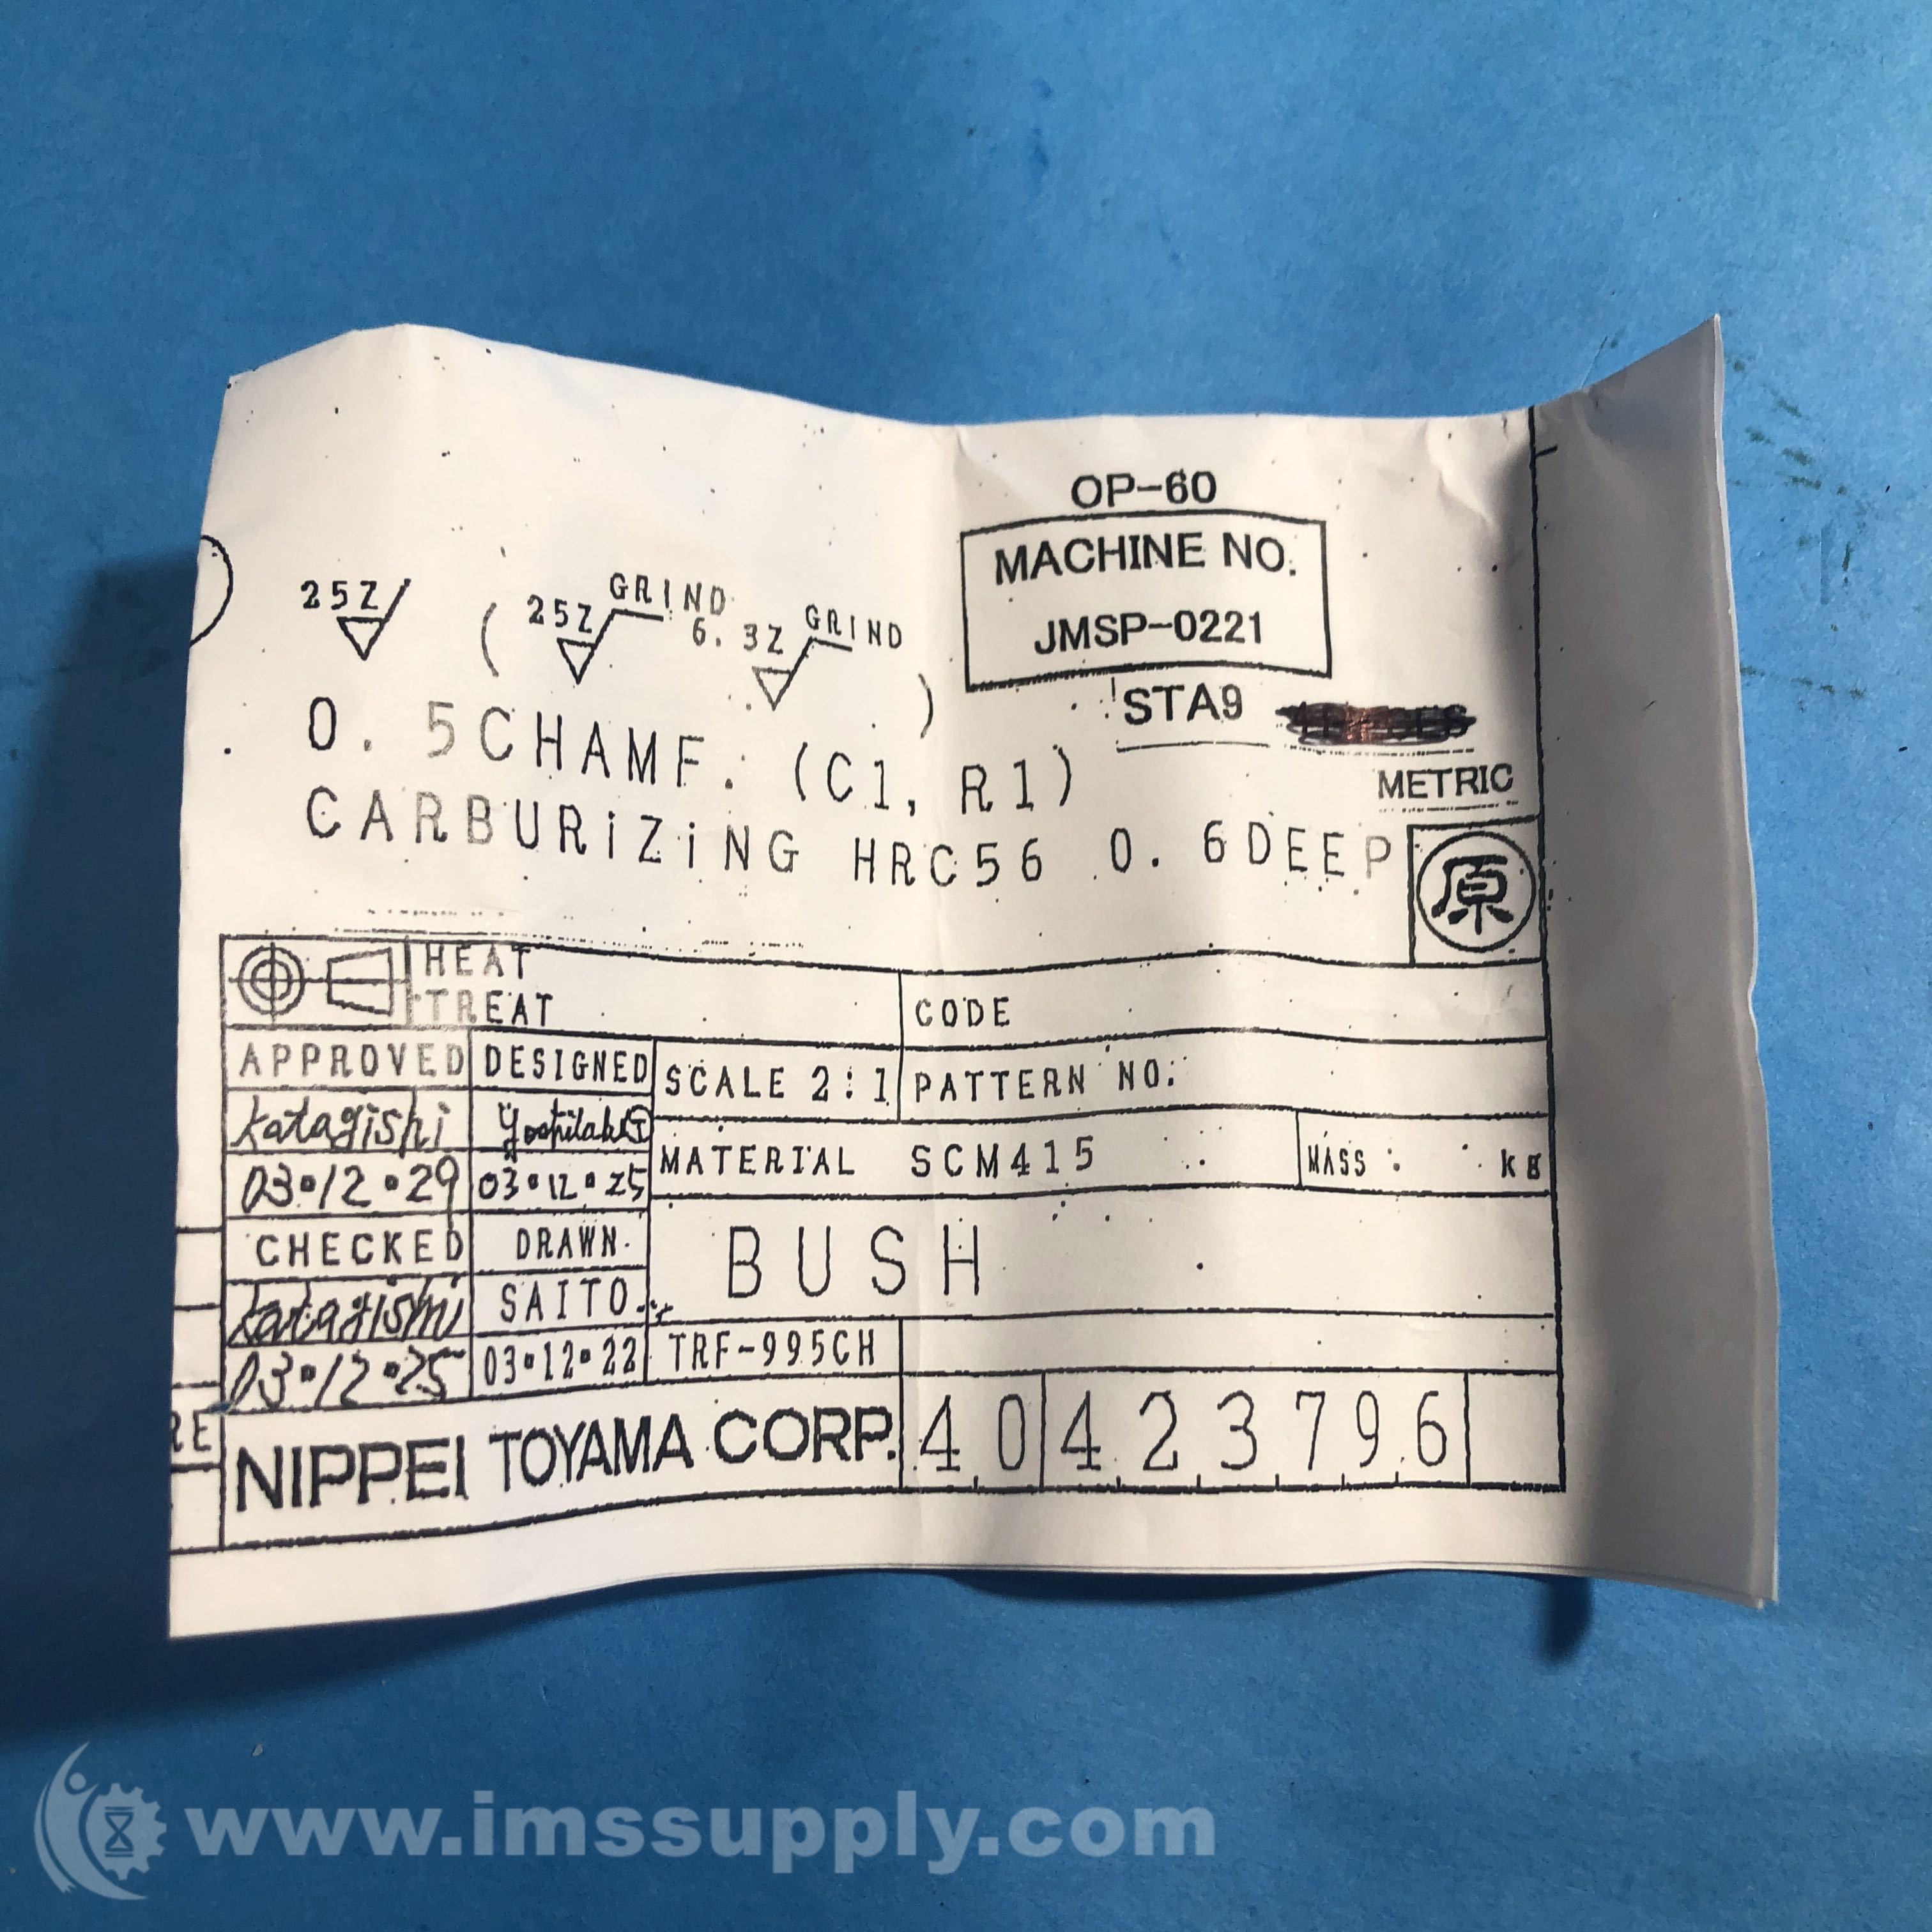 OP-60
MACHINE NO.
JMSP-0221
25Z ( 25Z GRIND 6.3Z GRIND )
STA9
0.5CHAMF. (C1, R1)
METRIC
CARBURiZiNG HRC56 0.6DEEP
原
HEAT TREAT
CODE
APPROVED
DESIGNED
SCALE 2:1
PATTERN NO.
Katagishi
03・12・29
03・12・25
MATERIAL SCM415
MASS kg
CHECKED
DRAWN
BUSH
Katagishi
SAITO
03・12・25
03・12・22
TRF-995CH
RE
NIPPEI TOYAMA CORP.
40423796
www.imssupply.com